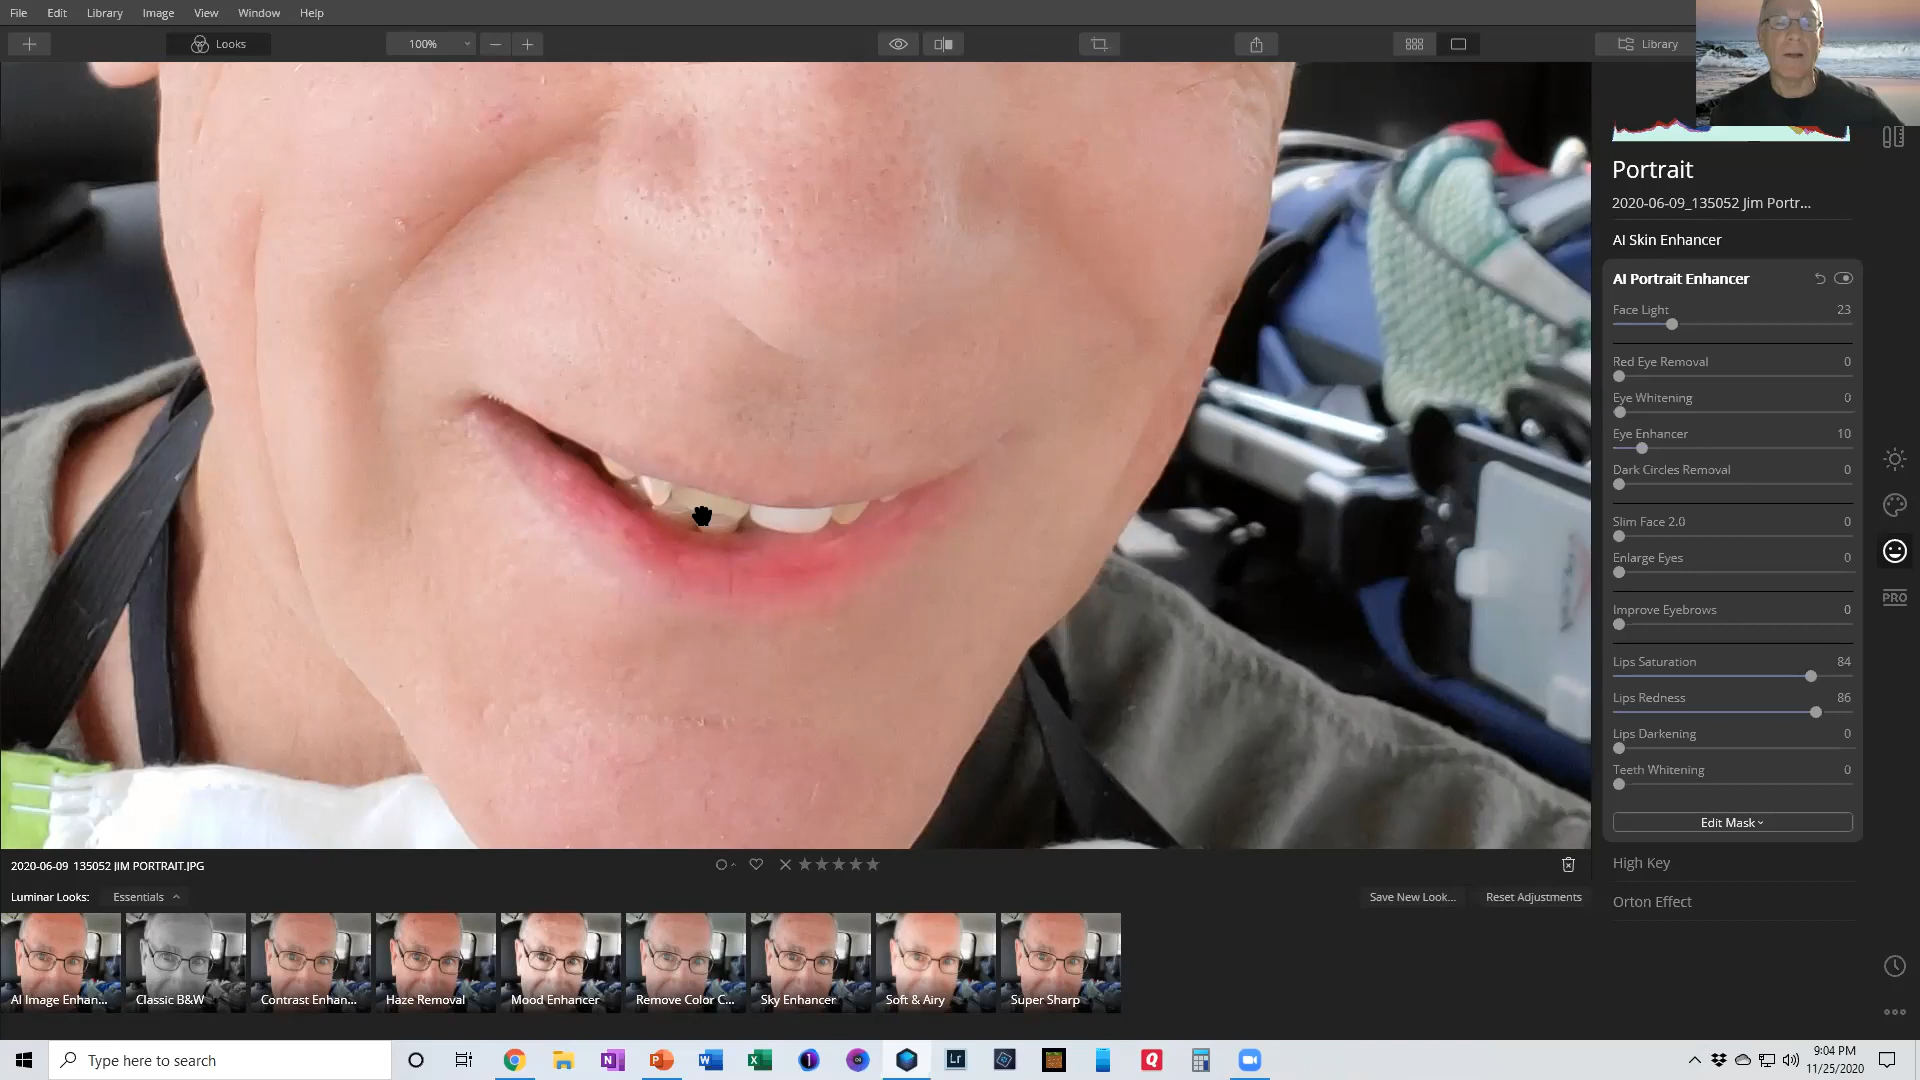 File Edit Library Image View Window Help
Looks 100% Library
Portrait
2020-06-09_135052 Jim Portr...
AI Skin Enhancer
AI Portrait Enhancer
Face Light 23
Red Eye Removal 0
Eye Whitening 0
Eye Enhancer 10
Dark Circles Removal 0
Slim Face 2.0 0
Enlarge Eyes 0
Improve Eyebrows 0
Lips Saturation 84
Lips Redness 86
Lips Darkening 0
Teeth Whitening 0
Edit Mask
High Key
Orton Effect
PRO
2020-06-09 135052 JIM PORTRAIT.JPG
Luminar Looks: Essentials Save New Look... Reset Adjustments
AI Image Enhan... Classic B&W Contrast Enhan... Haze Removal Mood Enhancer Remove Color C... Sky Enhancer Soft & Airy Super Sharp
Type here to search
N P W X Lr Q
9:04 PM
11/25/2020